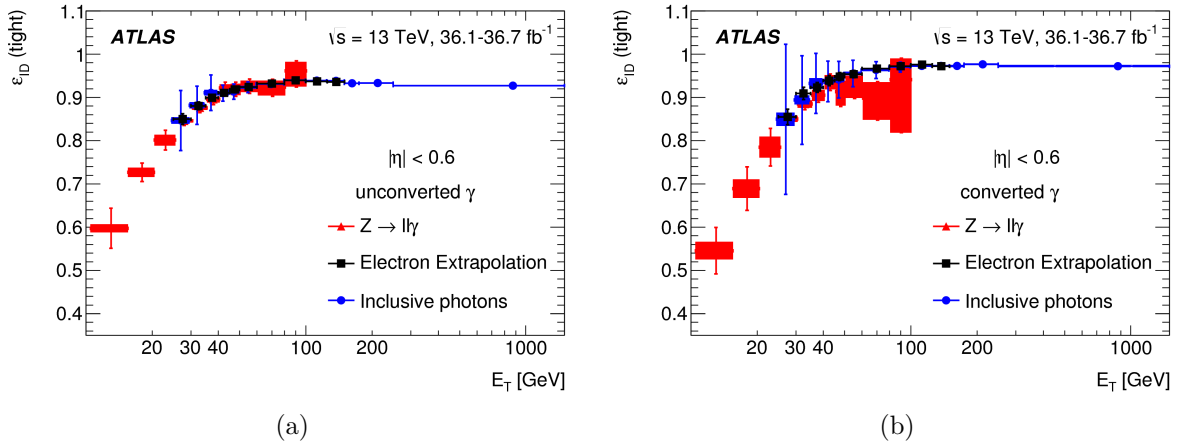 ε_ID (tight)
ATLAS
√s = 13 TeV, 36.1-36.7 fb⁻¹
1.1
1
0.9
0.8
0.7
0.6
0.5
0.4
|η| < 0.6
unconverted γ
Z → llγ
Electron Extrapolation
Inclusive photons
20 30 40 100 200 1000
E_T [GeV]
(a)
ε_ID (tight)
ATLAS
√s = 13 TeV, 36.1-36.7 fb⁻¹
1.1
1
0.9
0.8
0.7
0.6
0.5
0.4
|η| < 0.6
converted γ
Z → llγ
Electron Extrapolation
Inclusive photons
20 30 40 100 200 1000
E_T [GeV]
(b)